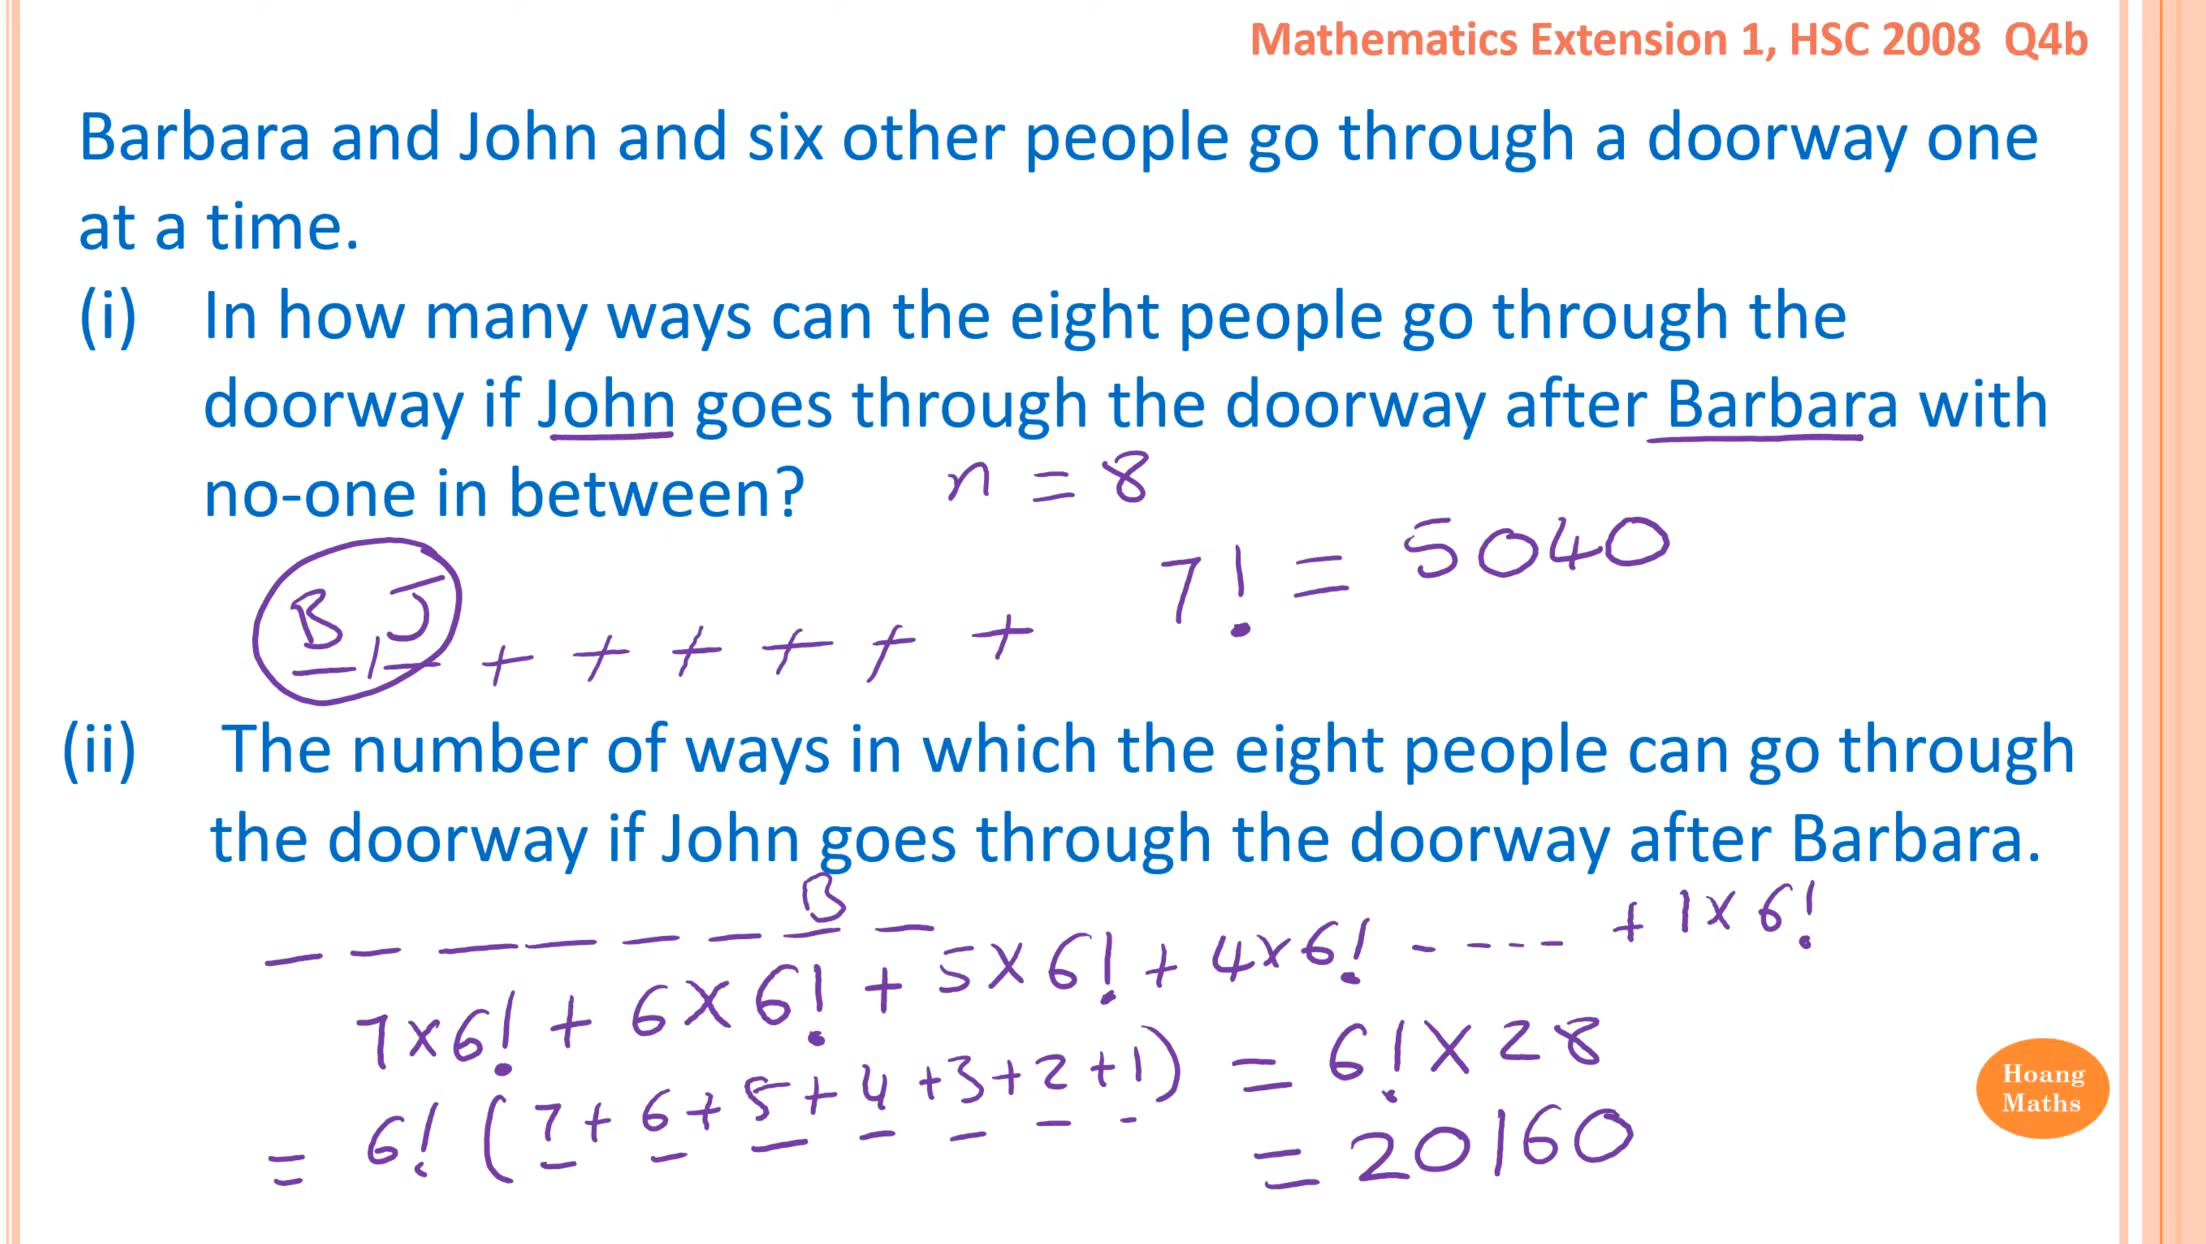 Mathematics Extension 1, HSC 2008 Q4b
Barbara and John and six other people go through a doorway one
at a time.
(i) In how many ways can the eight people go through the
doorway if John goes through the doorway after Barbara with
no-one in between? n = 8
7! = 5040
B, J + + + + + +
(ii) The number of ways in which the eight people can go through
the doorway if John goes through the doorway after Barbara.
B
7×6! + 6×6! + 5×6! + 4×6! ---- + 1×6!
= 6! (7+6+5+4+3+2+1) = 6!×28
= 20160
Hoang
Maths